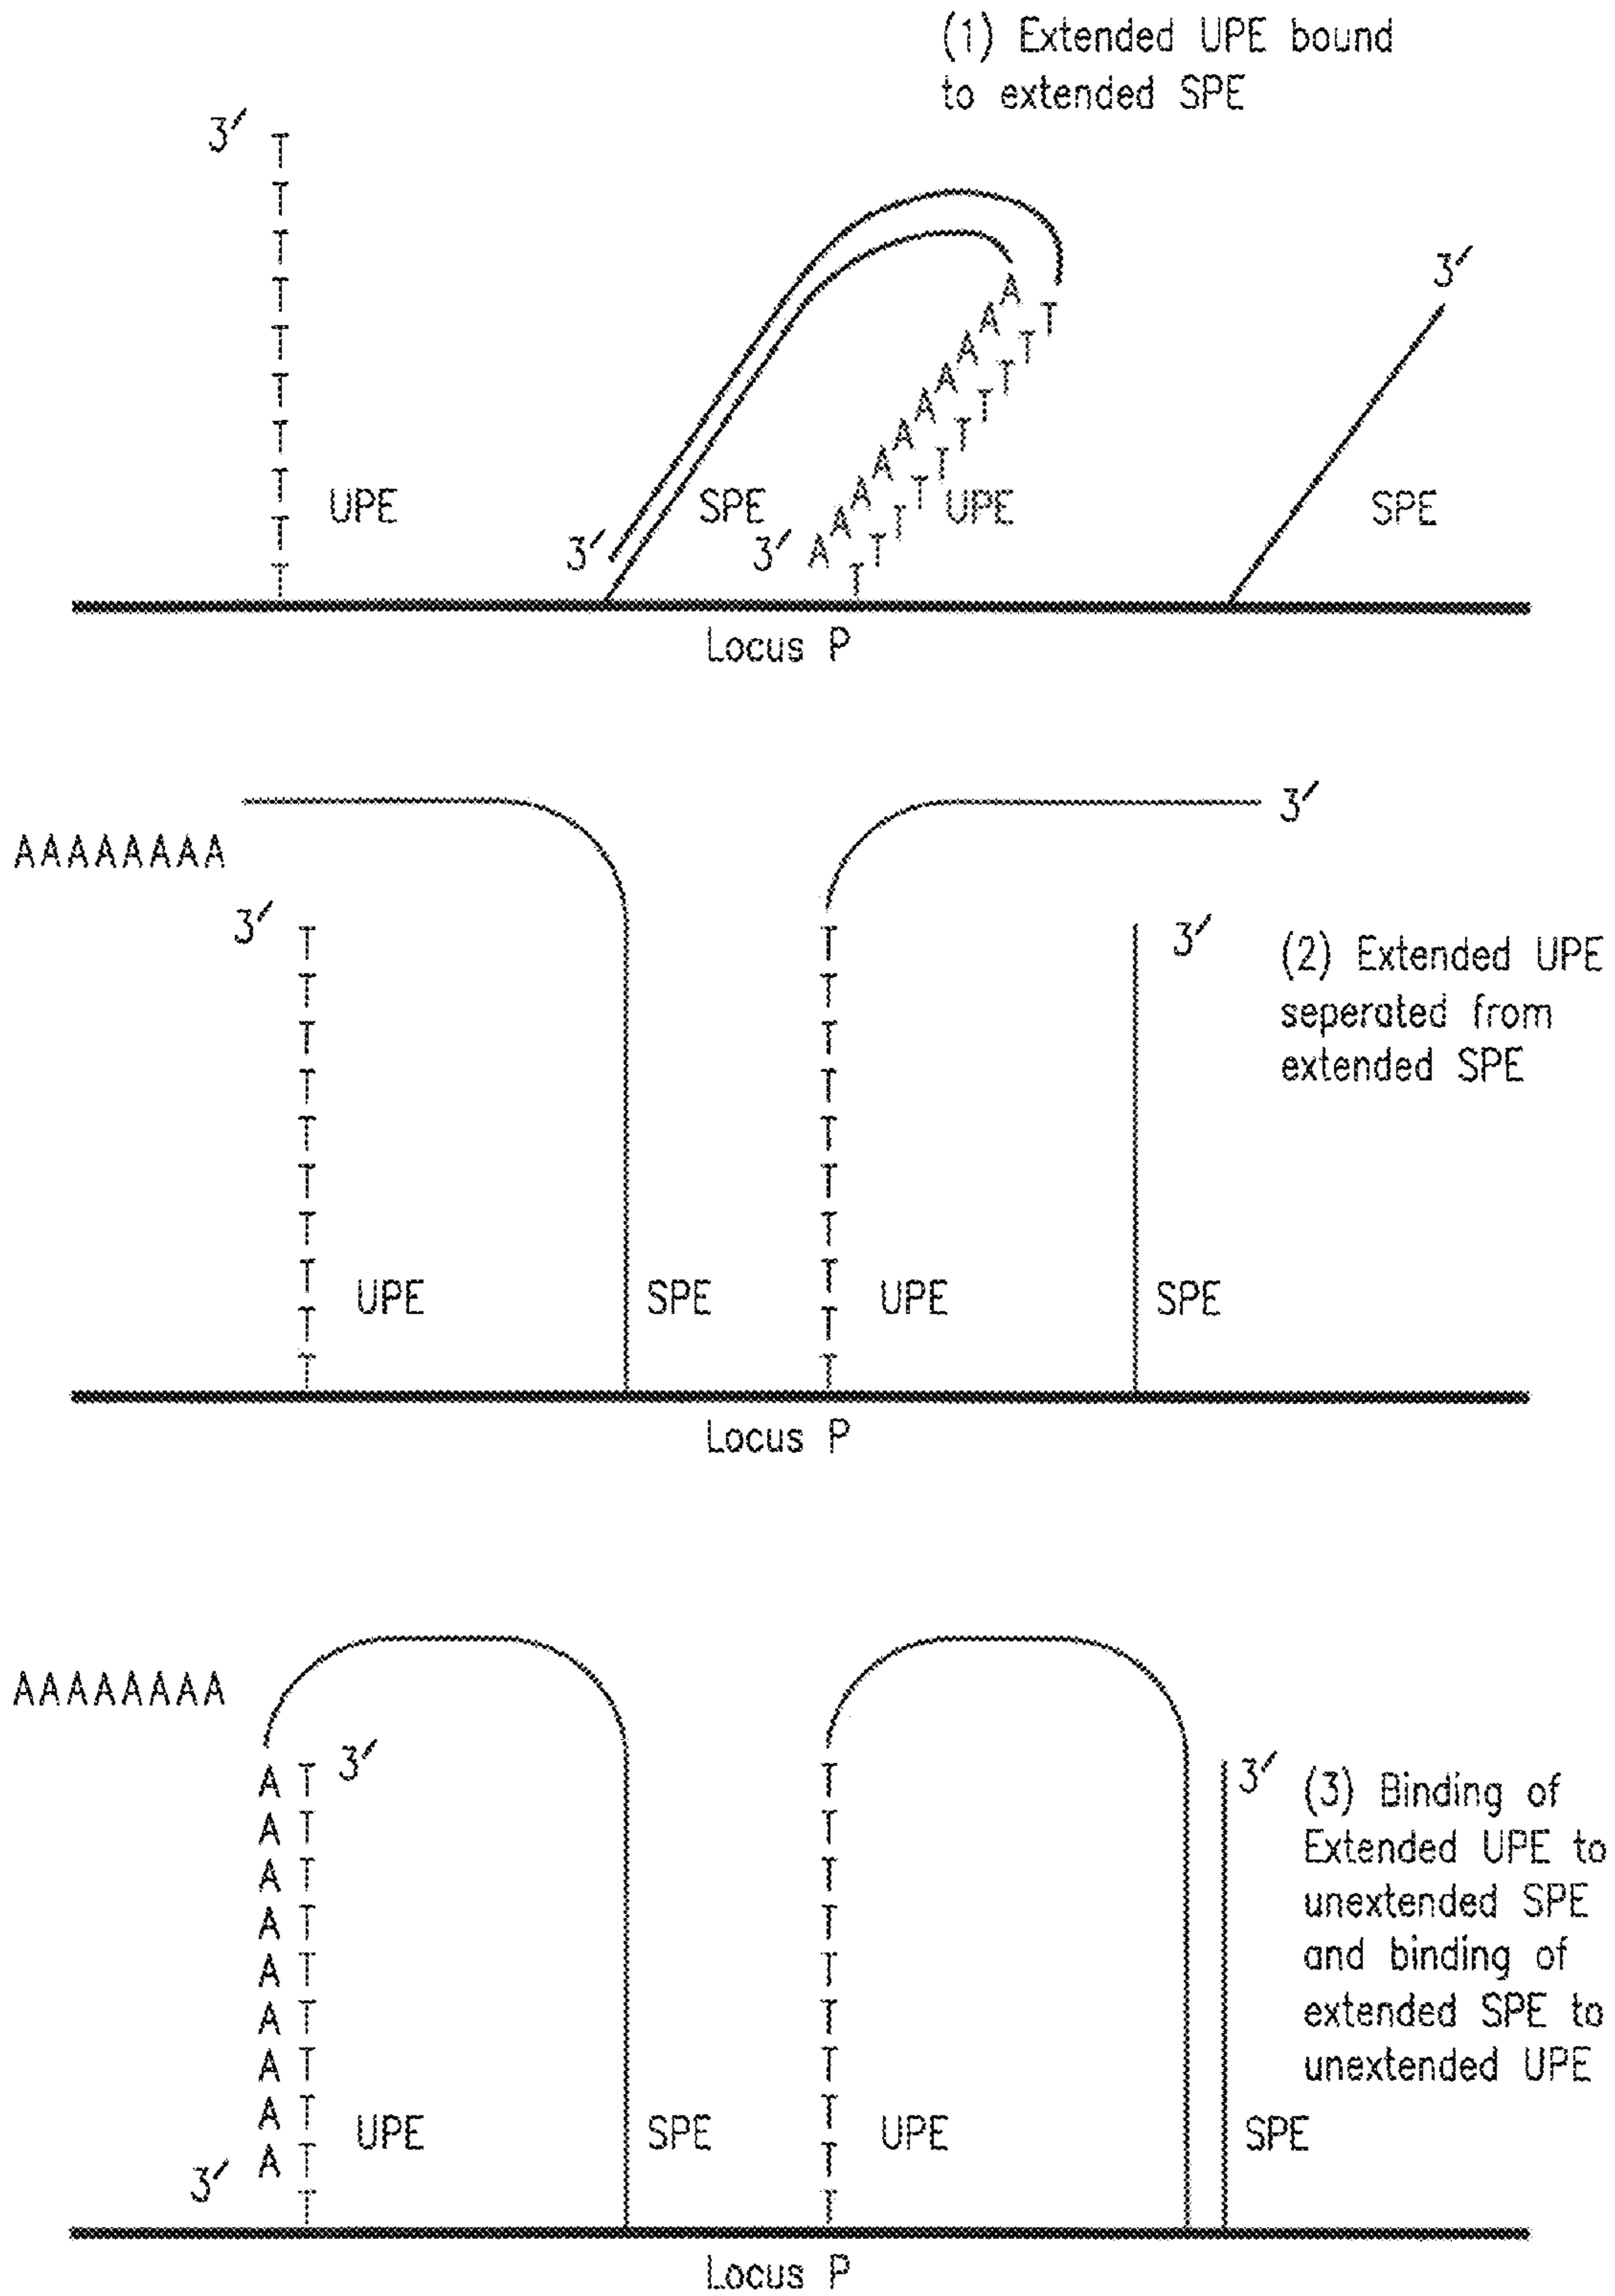 (1) Extended UPE bound
to extended SPE
3′
T
T
T
T
T
T
T
T
T
T
UPE
3′
SPE
3′
A
A
A
A
A
A
A
A
A
A
T
T
T
T
T
T
T
T
T
T
UPE
3′
SPE
Locus P
AAAAAAAA
3′
T
T
T
T
T
T
T
T
T
T
UPE
SPE
3′
T
T
T
T
T
T
T
T
T
T
UPE
3′
SPE
(2) Extended UPE
seperated from
extended SPE
Locus P
AAAAAAAA
3′
A T
A T
A T
A T
A T
A T
A T
A T
A T
T
3′
UPE
SPE
T
T
T
T
T
T
T
T
T
T
UPE
3′
SPE
(3) Binding of
Extended UPE to
unextended SPE
and binding of
extended SPE to
unextended UPE
Locus P